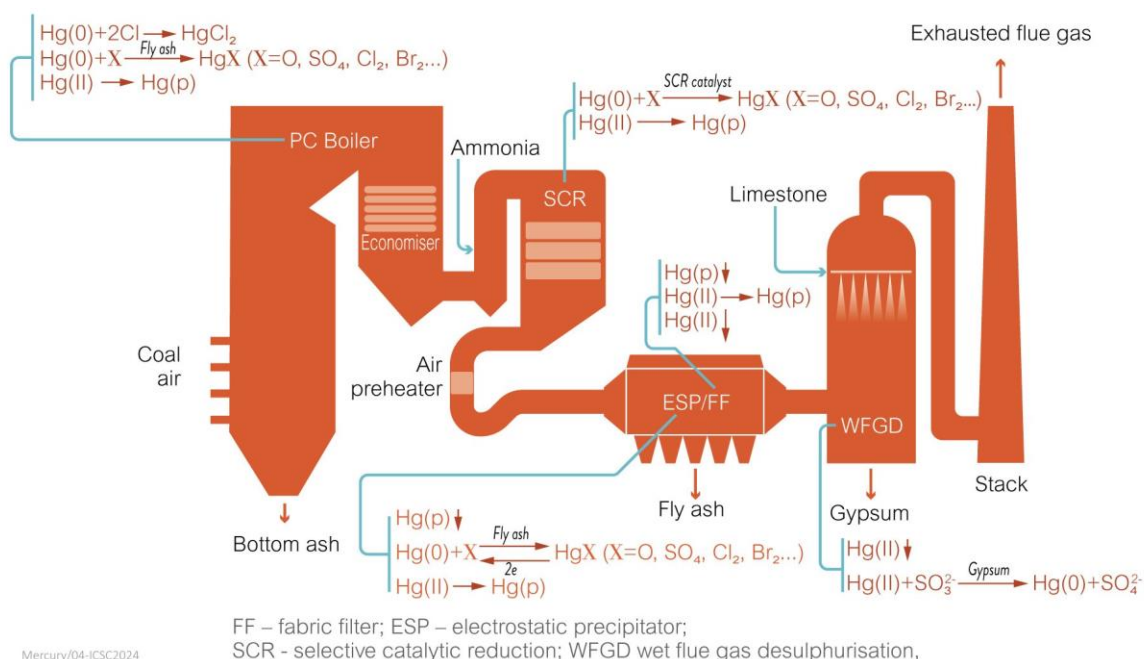 Hg(0)+2Cl → HgCl₂
Hg(0)+X Fly ash → HgX (X=O, SO₄, Cl₂, Br₂...)
Hg(II) → Hg(p)
Exhausted flue gas
Hg(0)+X SCR catalyst → HgX (X=O, SO₄, Cl₂, Br₂...)
Hg(II) → Hg(p)
PC Boiler
Ammonia
SCR
Limestone
Economiser
Hg(p) ↓
Hg(II) → Hg(p)
Hg(II) ↓
Coal
air
Air
preheater
ESP/FF
WFGD
Stack
Fly ash
Gypsum
Bottom ash
Hg(p) ↓
Hg(0)+X Fly ash ⇄ 2e HgX (X=O, SO₄, Cl₂, Br₂...)
Hg(II) → Hg(p)
Hg(II) ↓
Hg(II)+SO₃²⁻ Gypsum → Hg(0)+SO₄²⁻
FF – fabric filter; ESP – electrostatic precipitator;
SCR - selective catalytic reduction; WFGD wet flue gas desulphurisation,
Mercury/04-ICSC2024